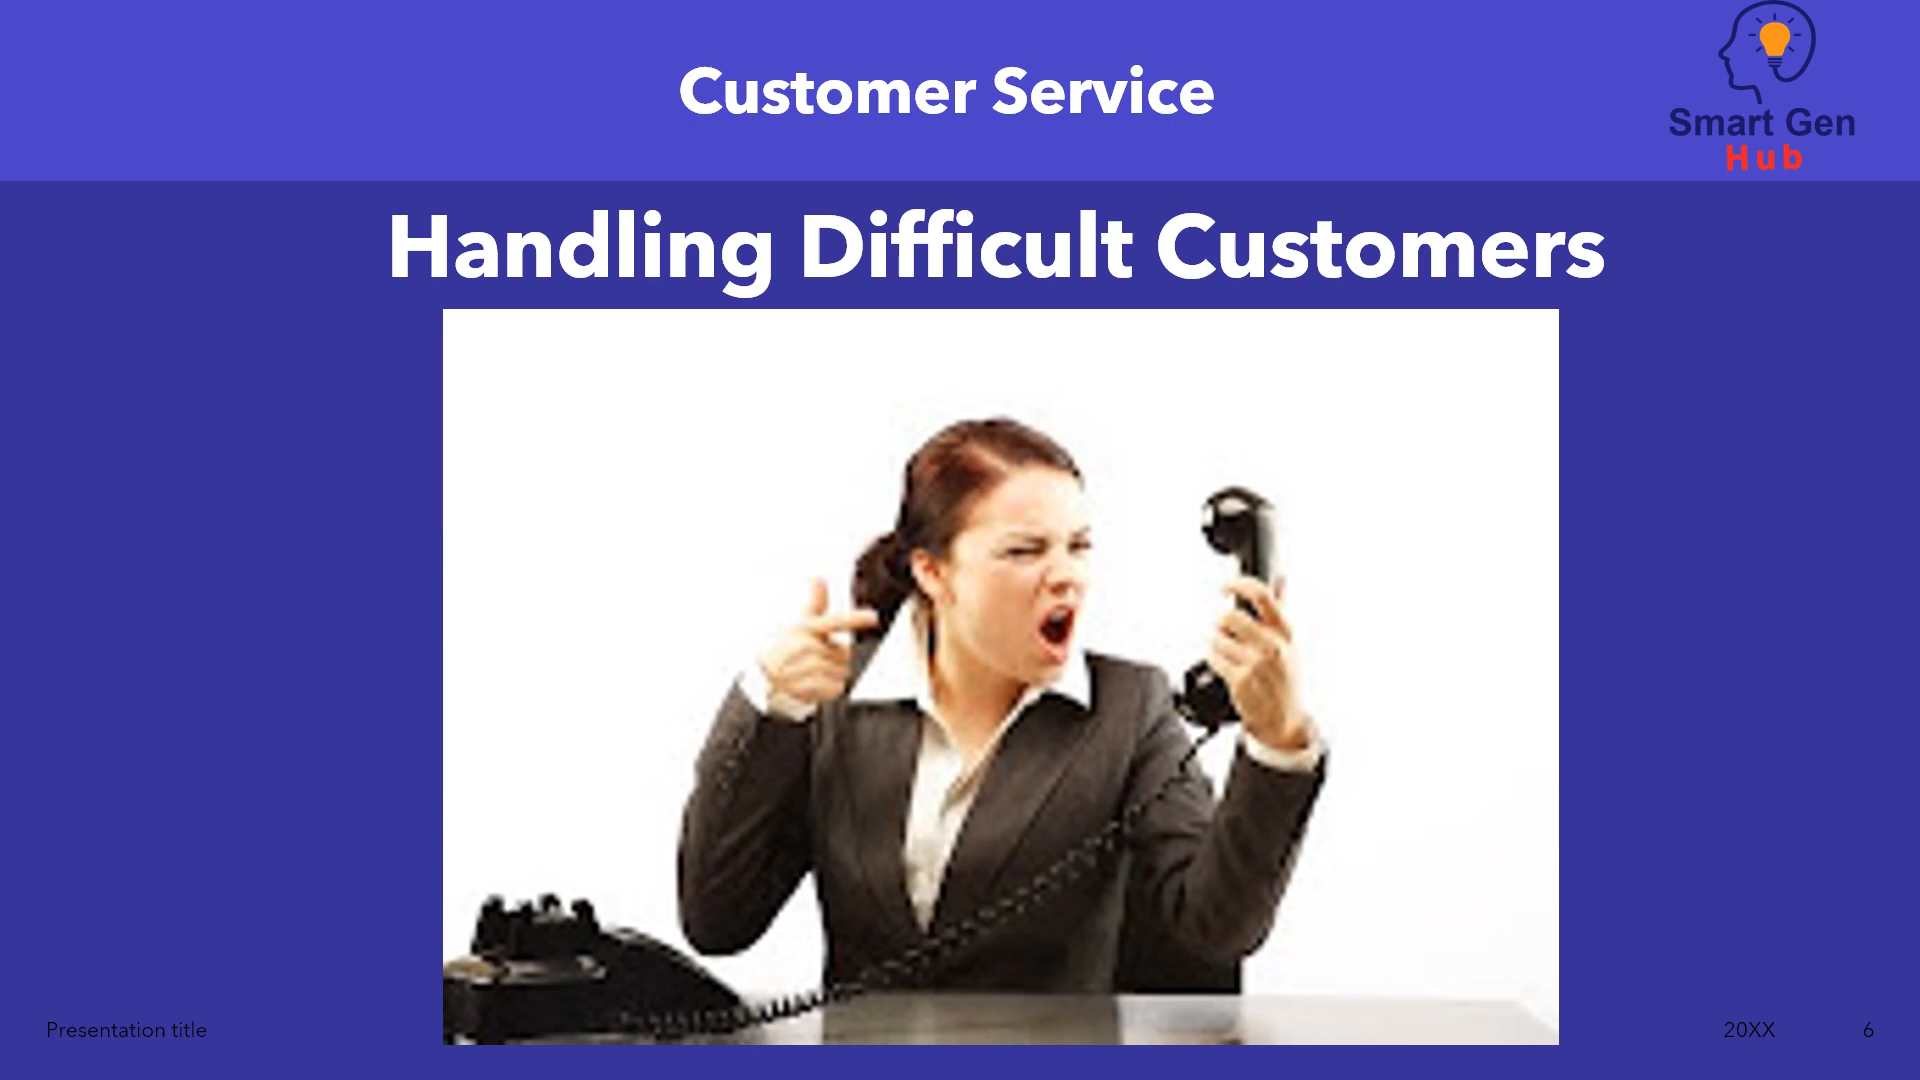 Customer Service
Smart Gen
Hub
Handling Difficult Customers
Presentation title
20XX
6